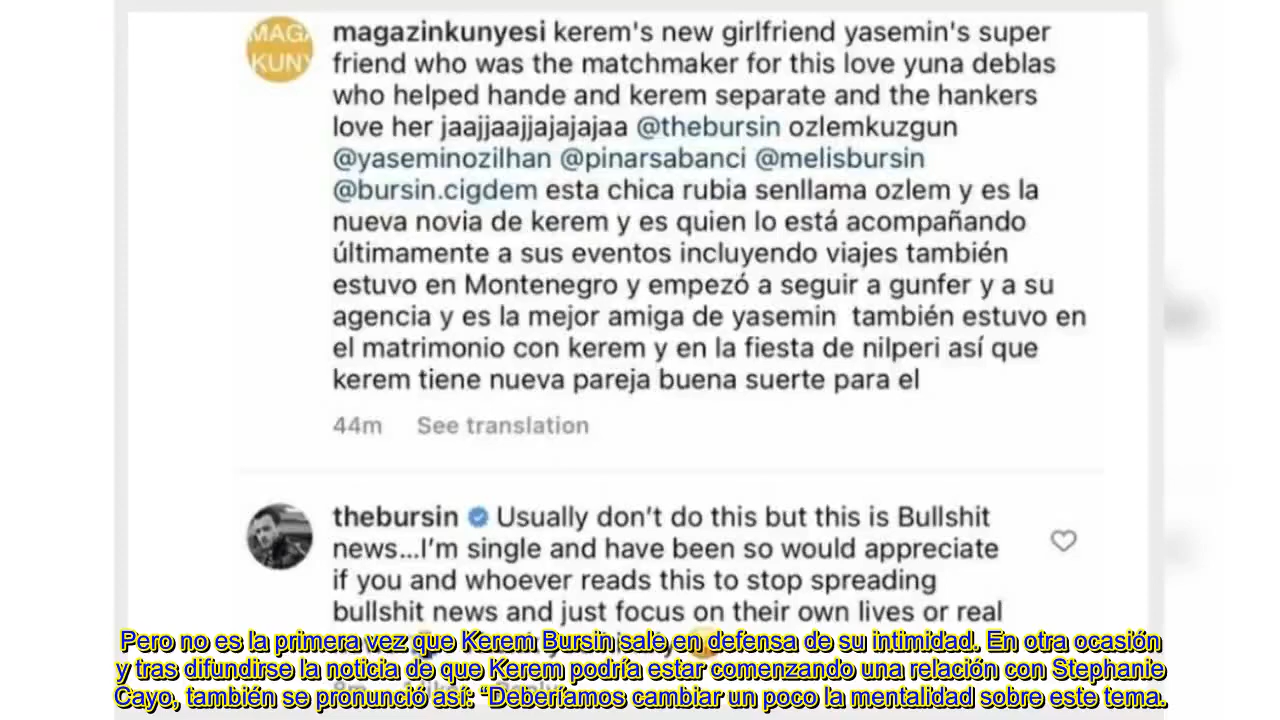 MAGA
KUNY
magazinkunyesi kerem's new girlfriend yasemin's super
friend who was the matchmaker for this love yuna deblas
who helped hande and kerem separate and the hankers
love her jaajjaajjajajajaa @thebursin ozlemkuzgun
@yaseminozilhan @pinarsabanci @melisbursin
@bursin.cigdem esta chica rubia senllama ozlem y es la
nueva novia de kerem y es quien lo está acompañando
últimamente a sus eventos incluyendo viajes también
estuvo en Montenegro y empezó a seguir a gunfer y a su
agencia y es la mejor amiga de yasemin también estuvo en
el matrimonio con kerem y en la fiesta de nilperi así que
kerem tiene nueva pareja buena suerte para el
44m See translation
thebursin Usually don't do this but this is Bullshit
news...I'm single and have been so would appreciate
if you and whoever reads this to stop spreading
bullshit news and just focus on their own lives or real
Pero no es la primera vez que Kerem Bursin sale en defensa de su intimidad. En otra ocasión
y tras difundirse la noticia de que Kerem podría estar comenzando una relación con Stephanie
Cayo, también se pronunció así: “Deberíamos cambiar un poco la mentalidad sobre este tema.